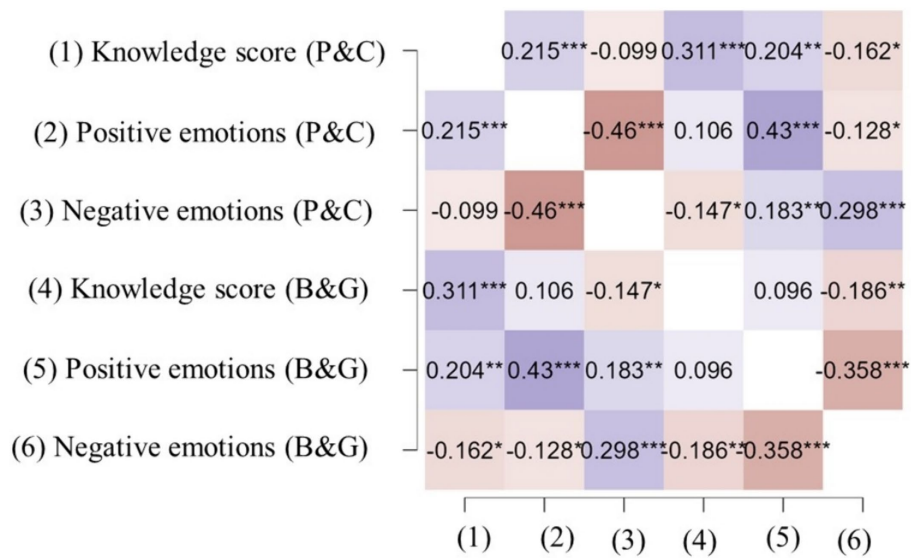 (1) Knowledge score (P&C) 0.215*** -0.099 0.311*** 0.204** -0.162*
(2) Positive emotions (P&C) 0.215*** -0.46*** 0.106 0.43*** -0.128*
(3) Negative emotions (P&C) -0.099 -0.46*** -0.147* 0.183** 0.298***
(4) Knowledge score (B&G) 0.311*** 0.106 -0.147* 0.096 -0.186**
(5) Positive emotions (B&G) 0.204** 0.43*** 0.183** 0.096 -0.358***
(6) Negative emotions (B&G) -0.162* -0.128* 0.298*** -0.186** -0.358***
(1) (2) (3) (4) (5) (6)